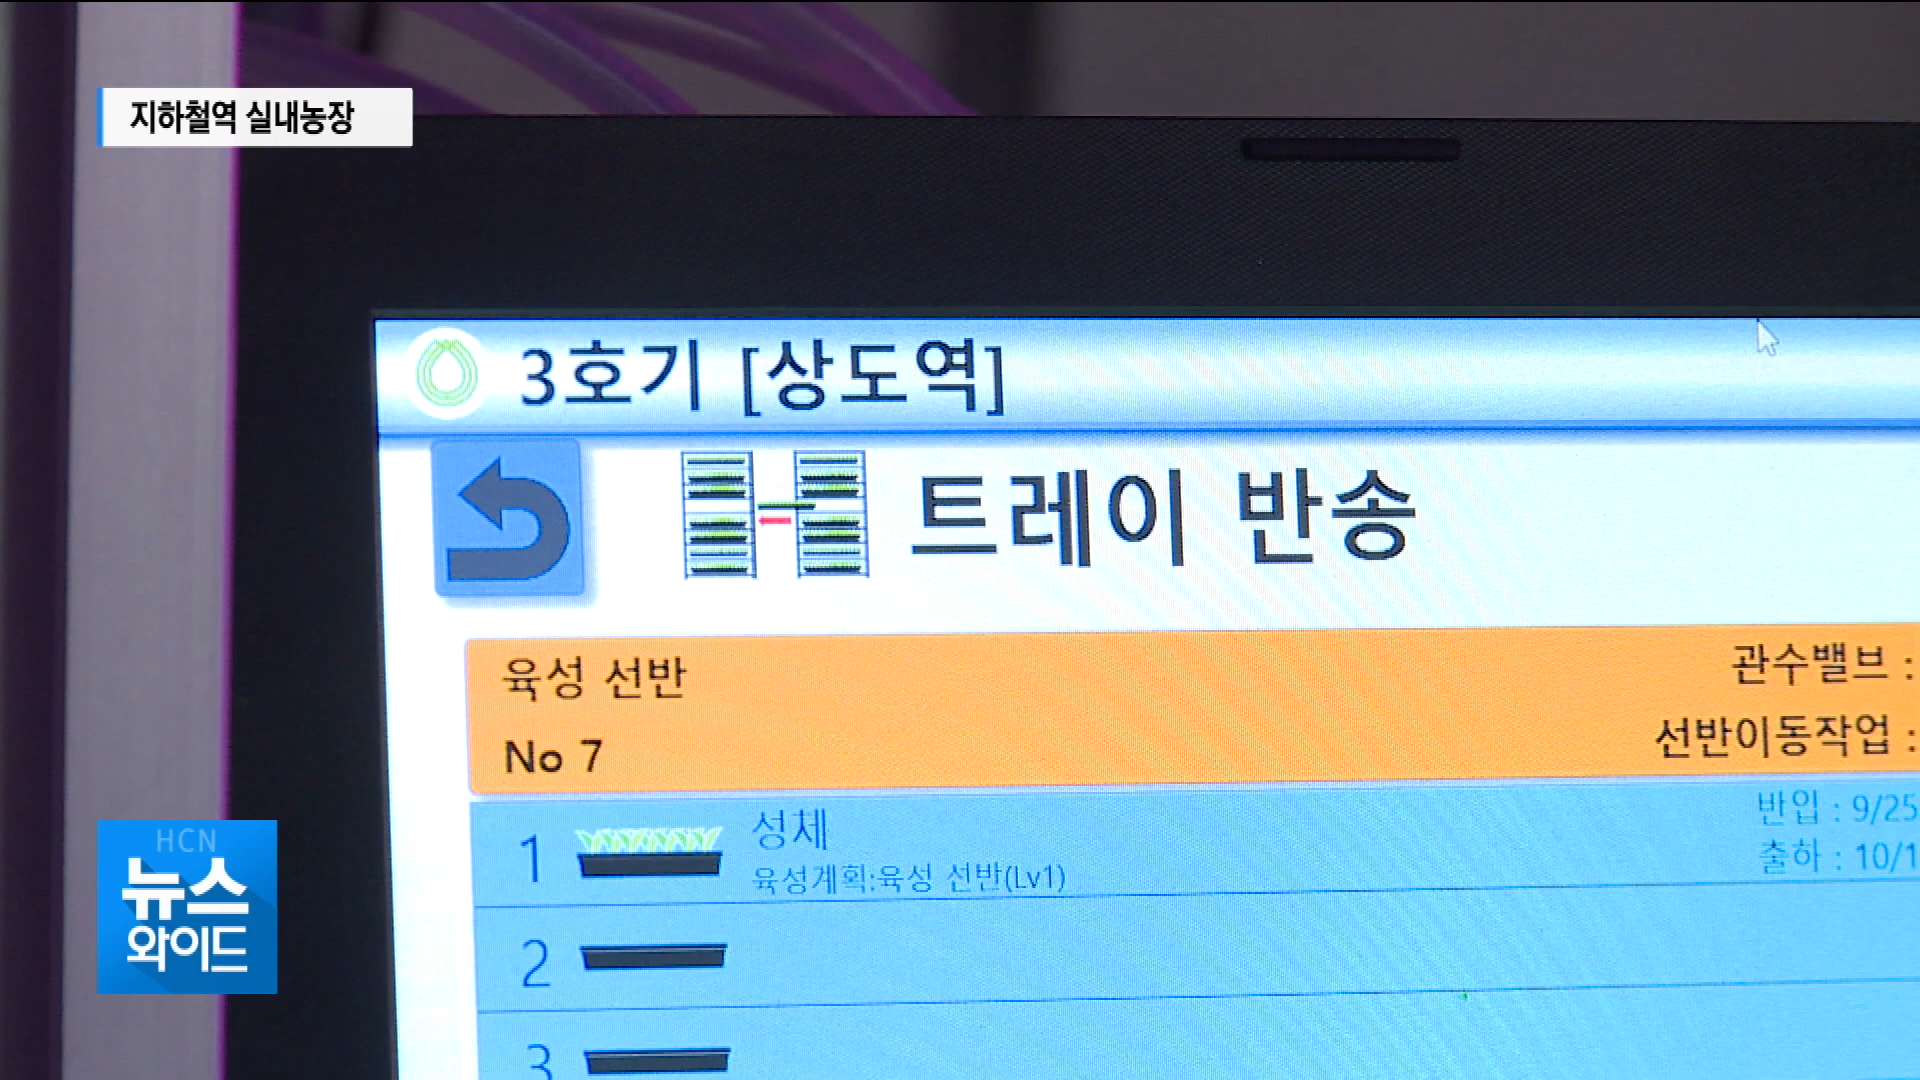 지하철역 실내농장
3호기 [상도역]
트레이 반송
육성 선반
관수밸브 :
No 7
선반이동작업 :
1
성체
육성계획:육성 선반(Lv1)
반입 : 9/25
출하 : 10/1
2
3
HCN
뉴스
와이드